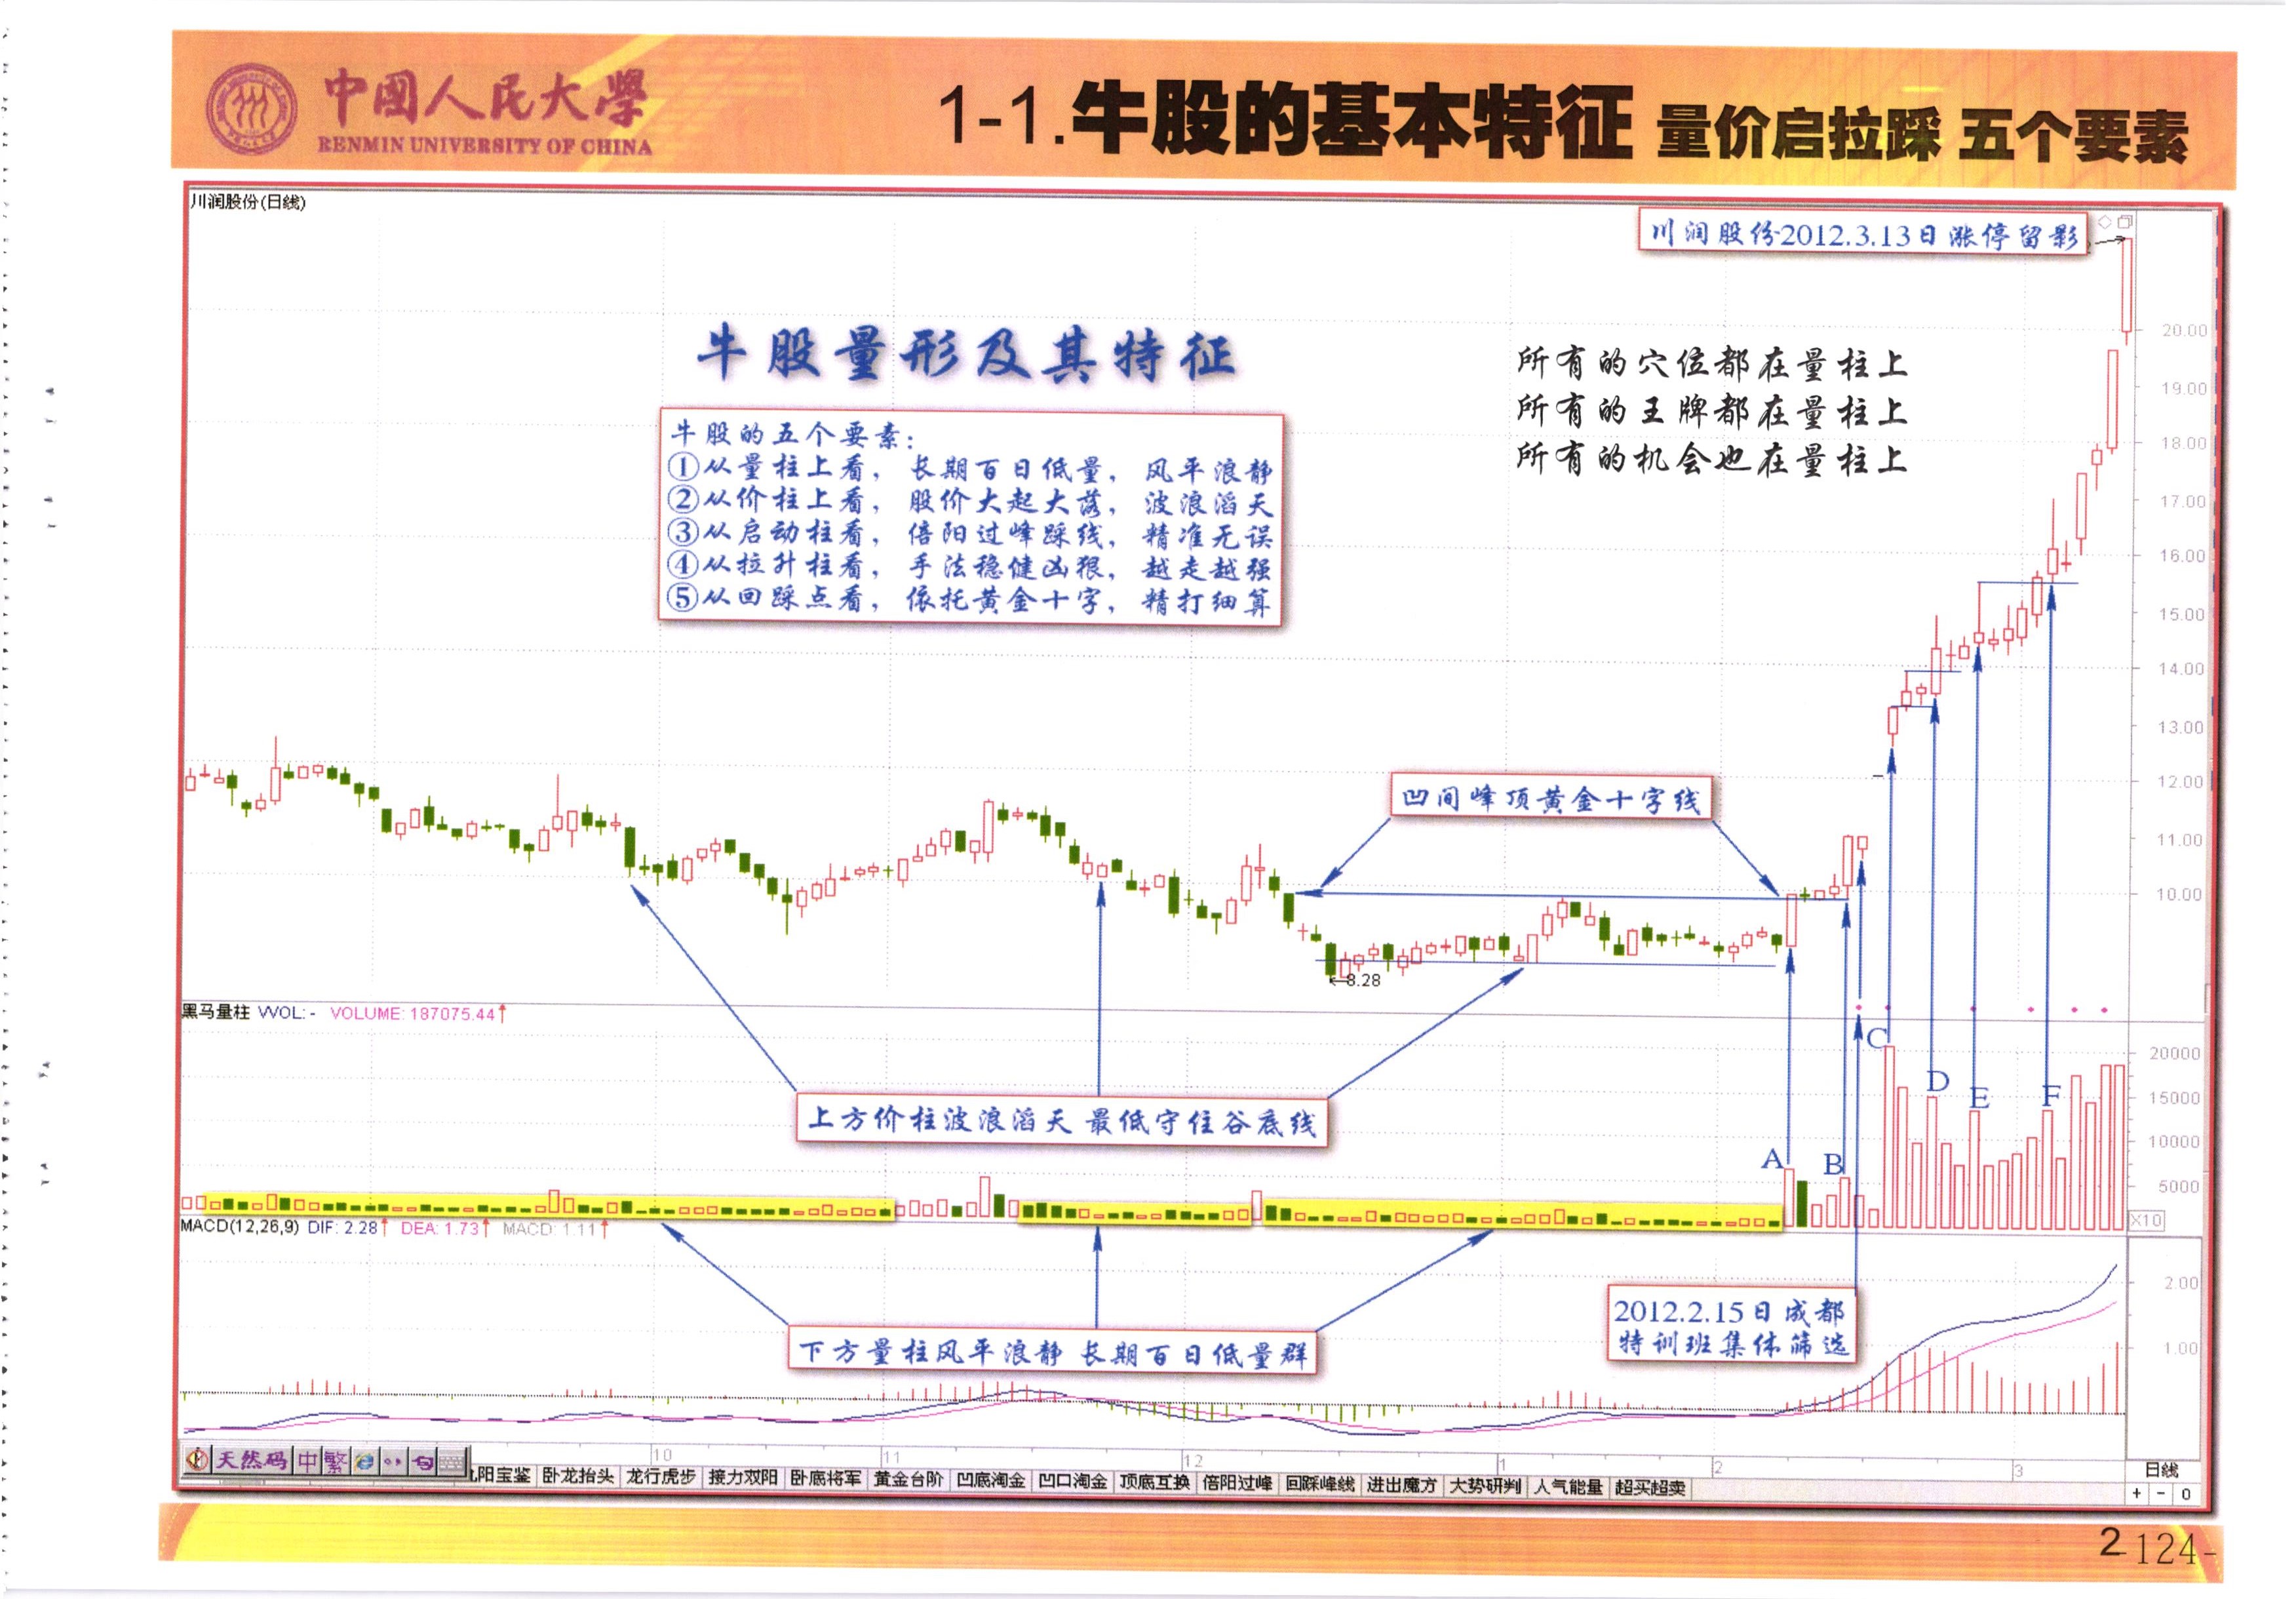 中國人民大學
RENMIN UNIVERSITY OF CHINA
1-1.牛股的基本特征 量价启拉踩 五个要素
川润股份(日线)
川润股份·2012.3.13日涨停留影
牛股量形及其特征
所有的穴位都在量柱上
所有的王牌都在量柱上
所有的机会也在量柱上
牛股的五个要素:
①从量柱上看, 长期百日低量, 风平浪静
②从价柱上看, 股价大起大落, 波浪滔天
③从启动柱看, 倍阳过峰踩线, 精准无误
④从拉升柱看, 手法稳健凶狠, 越走越强
⑤从回踩点看, 依托黄金十字, 精打细算
20.00
19.00
18.00
17.00
16.00
15.00
14.00
13.00
12.00
11.00
10.00
凹间峰顶黄金十字线
←8.28
黑马量柱 VVOL: - VOLUME: 187075.44↑
C
D
E
F
A
B
20000
15000
10000
5000
X10
上方价柱波浪滔天 最低守住谷底线
MACD(12,26,9) DIF: 2.28↑ DEA: 1.73↑ MACD: 1.11↑
下方量柱风平浪静 长期百日低量群
2012.2.15日成都
特训班集体筛选
2.00
1.00
天然码 中 繁 句
10 11 12 1 2 3 日线
阳宝鉴 卧龙抬头 龙行虎步 接力双阳 卧底将军 黄金台阶 凹底淘金 凹口淘金 顶底互换 倍阳过峰 回踩峰线 进出魔方 大势研判 人气能量 超买超卖
+ - 0
2 124-